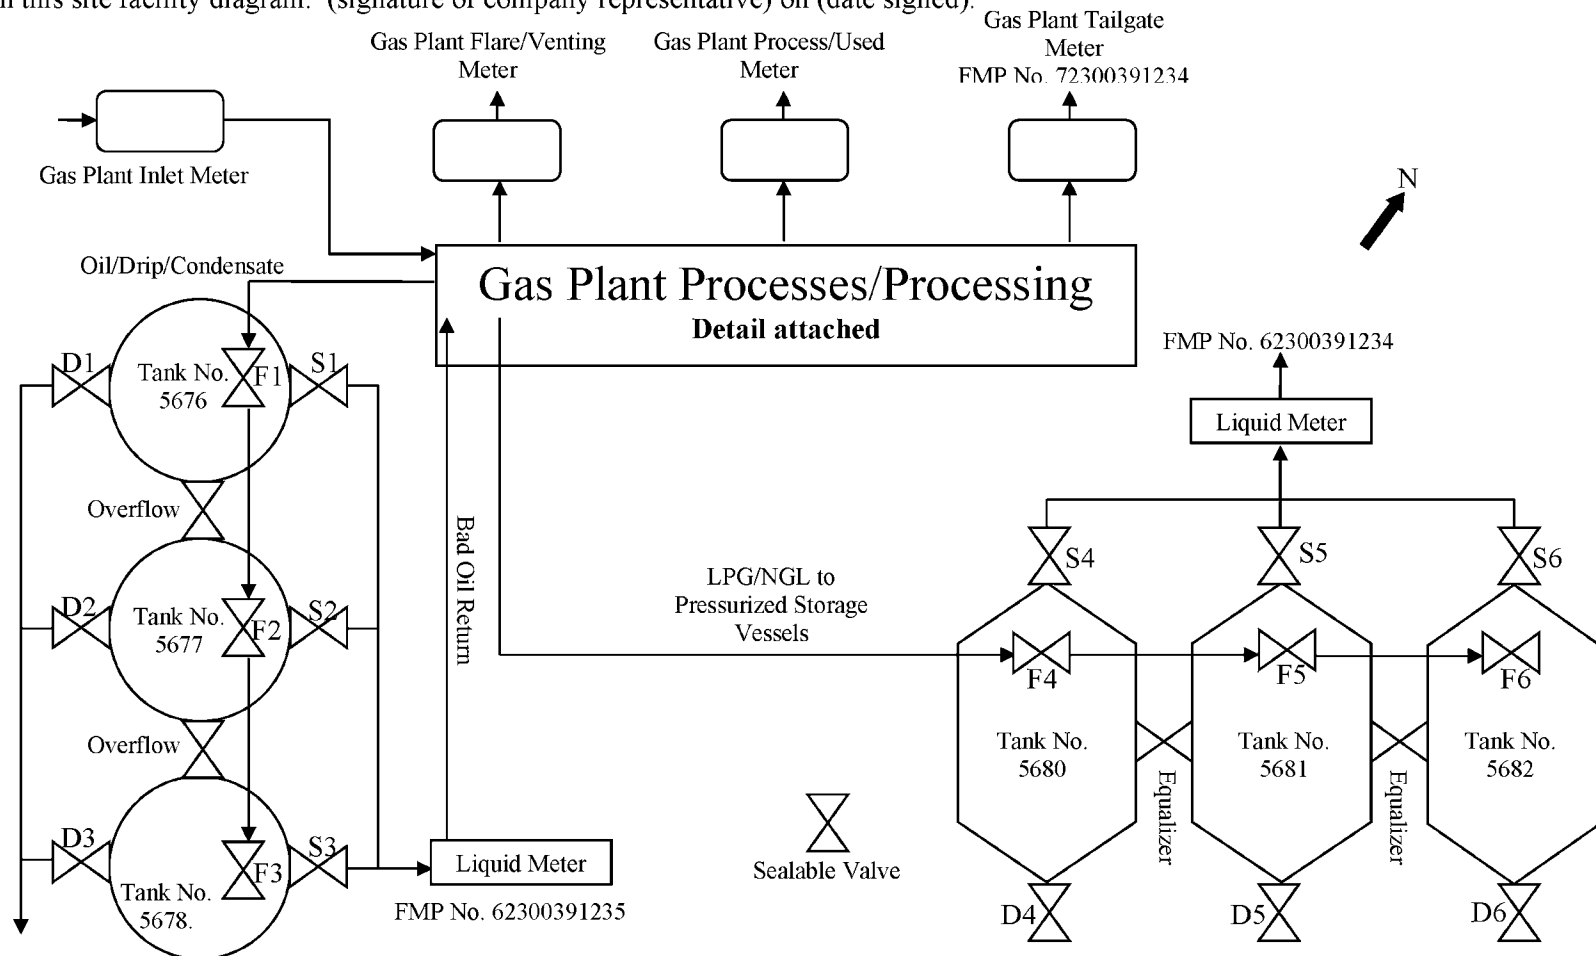 n this site facility diagram. (signature of company representative) on (date signed).
Gas Plant Flare/Venting
Meter
Gas Plant Process/Used
Meter
Gas Plant Tailgate
Meter
FMP No. 72300391234
Gas Plant Inlet Meter
N
Oil/Drip/Condensate
Gas Plant Processes/Processing
Detail attached
D1
Tank No.
5676
F1
S1
FMP No. 62300391234
Liquid Meter
Overflow
Bad Oil Return
S4
S5
S6
LPG/NGL to
Pressurized Storage
Vessels
D2
Tank No.
5677
F2
S2
F4
F5
F6
Overflow
Tank No.
5680
Tank No.
5681
Tank No.
5682
Equalizer
Equalizer
D3
Tank No.
5678.
F3
S3
Liquid Meter
FMP No. 62300391235
Sealable Valve
D4
D5
D6